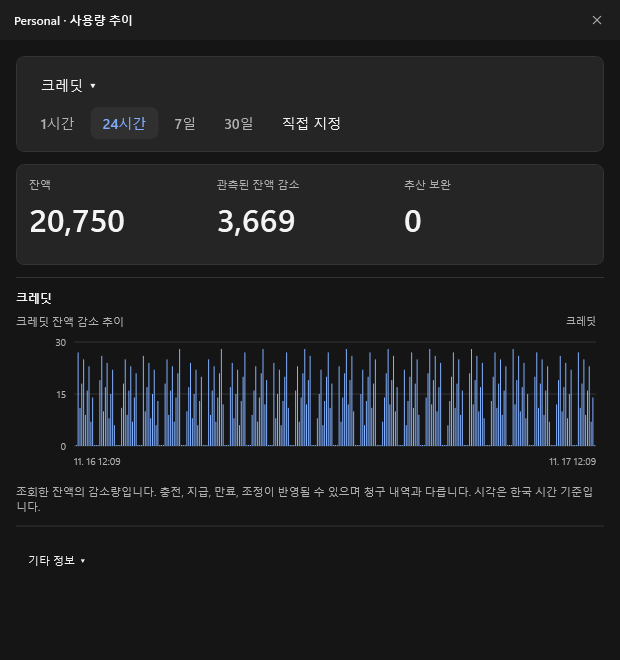 Personal · 사용량 추이
크레딧
1시간 24시간 7일 30일 직접 지정
잔액 관측된 잔액 감소 추산 보완
20,750 3,669 0
크레딧
크레딧 잔액 감소 추이 크레딧
30
15
0
11. 16 12:09 11. 17 12:09
조회한 잔액의 감소량입니다. 충전, 지급, 만료, 조정이 반영될 수 있으며 청구 내역과 다릅니다. 시각은 한국 시간 기준입
니다.
기타 정보